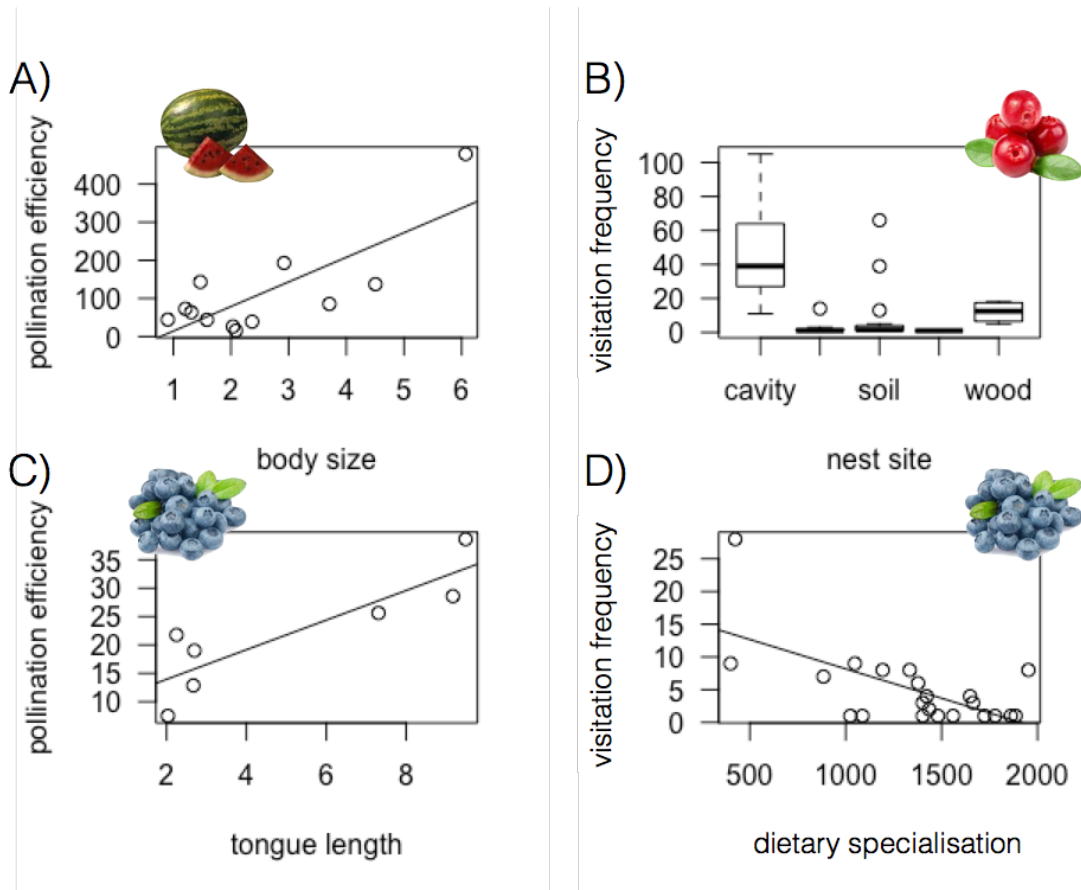 A)
pollination efficiency
400
300
200
100
0
1 2 3 4 5 6
body size
B)
visitation frequency
100
80
60
40
20
0
cavity soil wood
nest site
C)
pollination efficiency
35
30
25
20
15
10
2 4 6 8
tongue length
D)
visitation frequency
25
20
15
10
5
0
500 1000 1500 2000
dietary specialisation